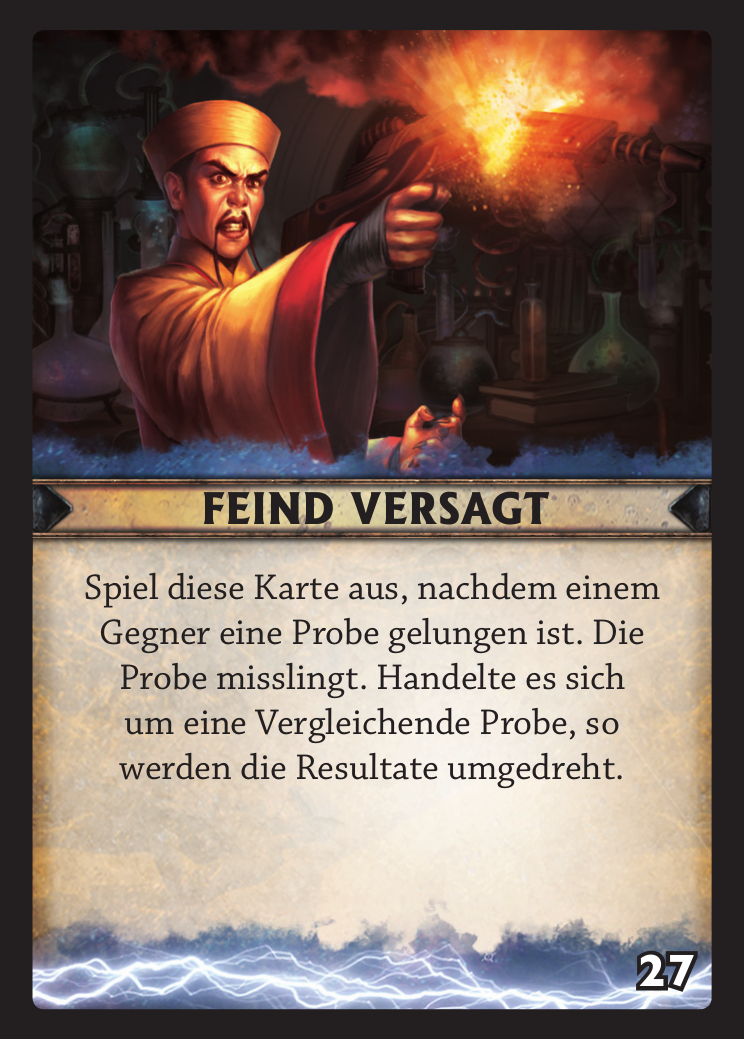 FEIND VERSAGT
Spiel diese Karte aus, nachdem einem
Gegner eine Probe gelungen ist. Die
Probe misslingt. Handelte es sich
um eine Vergleichende Probe, so
werden die Resultate umgedreht.
27